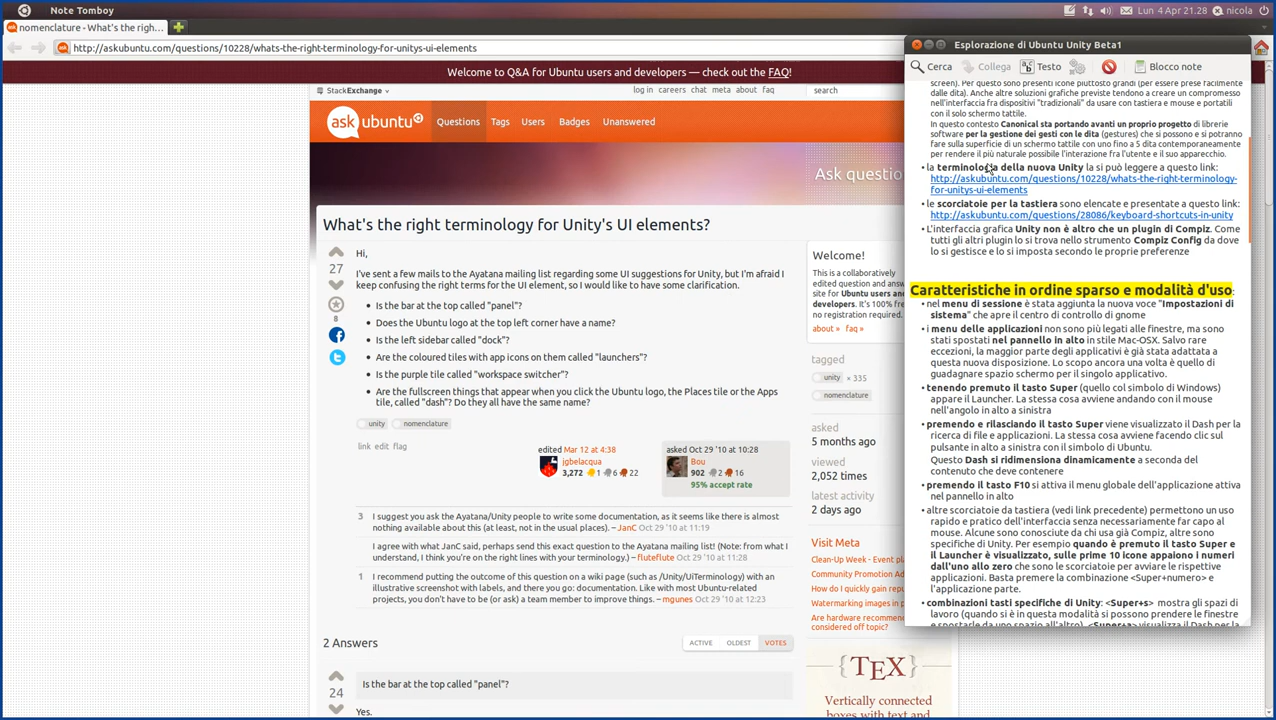 Note Tomboy
Lun 4 Apr 21.28
nicola
nomenclature - What's the righ...
http://askubuntu.com/questions/10228/whats-the-right-terminology-for-unitys-ui-elements
Welcome to Q&A for Ubuntu users and developers — check out the FAQ!
StackExchange
log in careers chat meta about faq
search
ask ubuntu
Questions Tags Users Badges Unanswered
Ask questio
What's the right terminology for Unity's UI elements?
27
8
Hi,
I've sent a few mails to the Ayatana mailing list regarding some UI suggestions for Unity, but I'm afraid I
keep confusing the right terms for the UI element, so I would like to have some clarification.
• Is the bar at the top called "panel"?
• Does the Ubuntu logo at the top left corner have a name?
• Is the left sidebar called "dock"?
• Are the coloured tiles with app icons on them called "launchers"?
• Is the purple tile called "workspace switcher"?
• Are the fullscreen things that appear when you click the Ubuntu logo, the Places tile or the Apps
tile, called "dash"? Do they all have the same name?
unity nomenclature
link edit flag
edited Mar 12 at 4:38
jgbelacqua
3,272 1 6 22
asked Oct 29 '10 at 10:28
Bou
902 2 16
95% accept rate
3 I suggest you ask the Ayatana/Unity people to write some documentation, as it seems like there is almost
nothing available about this (at least, not in the usual places). – JanC Oct 29 '10 at 11:19
I agree with what JanC said, perhaps send this exact question to the Ayatana mailing list! (Note: from what I
understand, I think you're on the right lines with your terminology.) – fluteflute Oct 29 '10 at 11:28
1 I recommend putting the outcome of this question on a wiki page (such as /Unity/UiTerminology) with an
illustrative screenshot with labels, and there you go: documentation. Like with most Ubuntu-related
projects, you don't have to be (or ask) a team member to improve things. – mgunes Oct 29 '10 at 12:23
2 Answers
ACTIVE OLDEST VOTES
24
Is the bar at the top called "panel"?
Yes.
Welcome!
This is a collaboratively
edited
site for Ubuntu users and
developers. It's 100% fr
no registration required.
about » faq »
tagged
unity × 335
nomenclature
asked
5 months ago
viewed
2,052 times
latest activity
2 days ago
Visit Meta
Clean-Up Week - Event pl
Community Promotion Ad
How do I quickly gain repu
Watermarking images in p
Are hardware recommen
considered off topic?
{TEX}
Vertically connected
boxes with text and
Esplorazione di Ubuntu Unity Beta1
Cerca Collega Testo Blocco note
screen). Per questo sono presenti icone piuttosto grandi (per essere prese facilmente
dalle dita). Anche altre soluzioni grafiche previste tendono a creare un compromesso
nell'interfaccia fra dispositivi "tradizionali" da usare con tastiera e mouse e portatili
con il solo schermo tattile.
In questo contesto Canonical sta portando avanti un proprio progetto di librerie
software per la gestione dei gesti con le dita (gestures) che si possono e si potranno
fare sulla superficie di un schermo tattile con uno fino a 5 dita contemporaneamente
per rendere il più naturale possibile l'interazione fra l'utente e il suo apparecchio.
• la terminologia della nuova Unity la si può leggere a questo link:
http://askubuntu.com/questions/10228/whats-the-right-terminology-
for-unitys-ui-elements
• le scorciatoie per la tastiera sono elencate e presentate a questo link:
http://askubuntu.com/questions/28086/keyboard-shortcuts-in-unity
• L'interfaccia grafica Unity non è altro che un plugin di Compiz. Come
tutti gli altri plugin lo si trova nello strumento Compiz Config da dove
lo si gestisce e lo si imposta secondo le proprie preferenze
Caratteristiche in ordine sparso e modalità d'uso:
• nel menu di sessione è stata aggiunta la nuova voce "Impostazioni di
sistema" che apre il centro di controllo di gnome
• i menu delle applicazioni non sono più legati alle finestre, ma sono
stati spostati nel pannello in alto in stile Mac-OSX. Salvo rare
eccezioni, la maggior parte degli applicativi è già stata adattata a
questa nuova disposizione. Lo scopo ancora una volta è quello di
guadagnare spazio schermo per il singolo applicativo.
• tenendo premuto il tasto Super (quello col simbolo di Windows)
appare il Launcher. La stessa cosa avviene andando con il mouse
nell'angolo in alto a sinistra
• premendo e rilasciando il tasto Super viene visualizzato il Dash per la
ricerca di file e applicazioni. La stessa cosa avviene facendo clic sul
pulsante in alto a sinistra con il simbolo di Ubuntu.
Questo Dash si ridimensiona dinamicamente a seconda del
contenuto che deve contenere
• premendo il tasto F10 si attiva il menu globale dell'applicazione attiva
nel pannello in alto
• altre scorciatoie da tastiera (vedi link precedente) permettono un uso
rapido e pratico dell'interfaccia senza necessariamente far capo al
mouse. Alcune sono conosciute da chi usa già Compiz, altre sono
specifiche di Unity. Per esempio quando è premuto il tasto Super e
il Launcher è visualizzato, sulle prime 10 icone appaiono i numeri
dall'uno allo zero che sono le scorciatoie per avviare le rispettive
applicazioni. Basta premere la combinazione <Super+numero> e
l'applicazione parte.
• combinazioni tasti specifiche di Unity: <Super+s> mostra gli spazi di
lavoro (quando si è in questa modalità si possono prendere le finestre
e spostarle da uno spazio all'altro). <Super+a> visualizza il Dash della